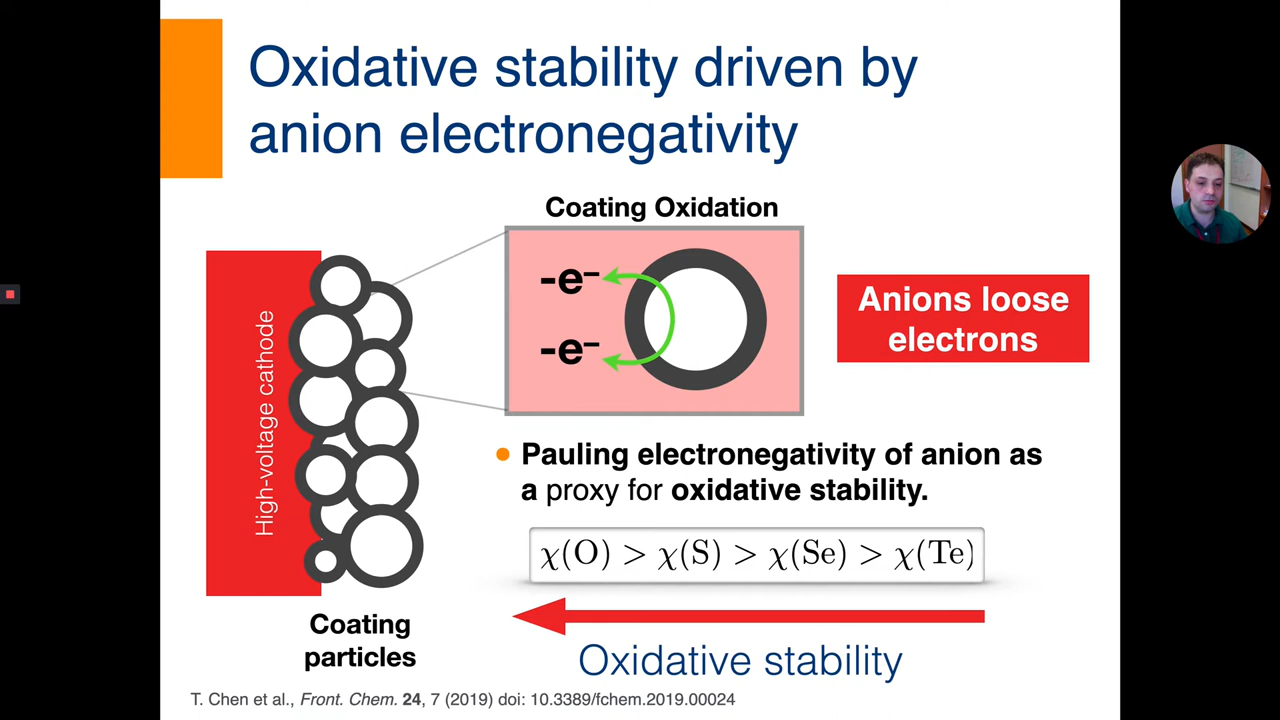 Oxidative stability driven by
anion electronegativity
Coating Oxidation
-e⁻
-e⁻
Anions loose
electrons
High-voltage cathode
Pauling electronegativity of anion as
a proxy for oxidative stability.
χ(O) > χ(S) > χ(Se) > χ(Te)
Oxidative stability
Coating
particles
T. Chen et al., Front. Chem. 24, 7 (2019) doi: 10.3389/fchem.2019.00024